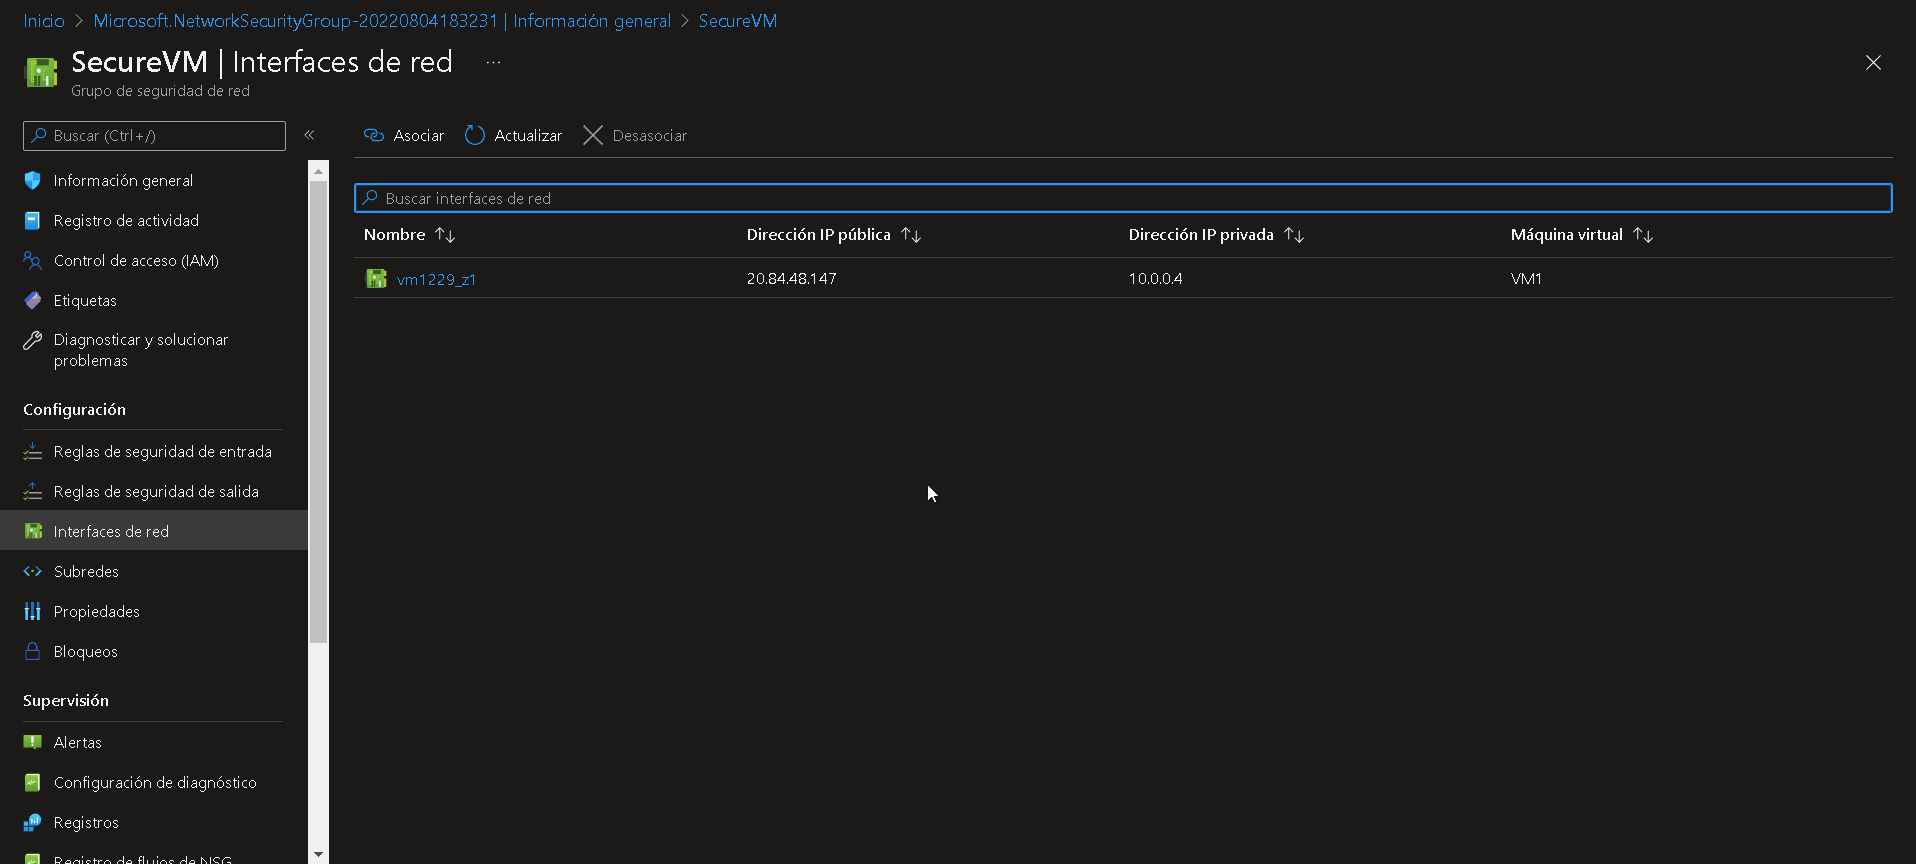 Inicio > Microsoft.NetworkSecurityGroup-20220804183231 | Información general > SecureVM
SecureVM | Interfaces de red ...
Grupo de seguridad de red
Buscar (Ctrl+/)
«
Asociar
Actualizar
Desasociar
Información general
Registro de actividad
Control de acceso (IAM)
Etiquetas
Diagnosticar y solucionar
problemas
Configuración
Reglas de seguridad de entrada
Reglas de seguridad de salida
Interfaces de red
Subredes
Propiedades
Bloqueos
Supervisión
Alertas
Configuración de diagnóstico
Registros
Registro de flujos de NSG
Buscar interfaces de red
Nombre ↑↓ Dirección IP pública ↑↓ Dirección IP privada ↑↓ Máquina virtual ↑↓
vm1229_z1 20.84.48.147 10.0.0.4 VM1